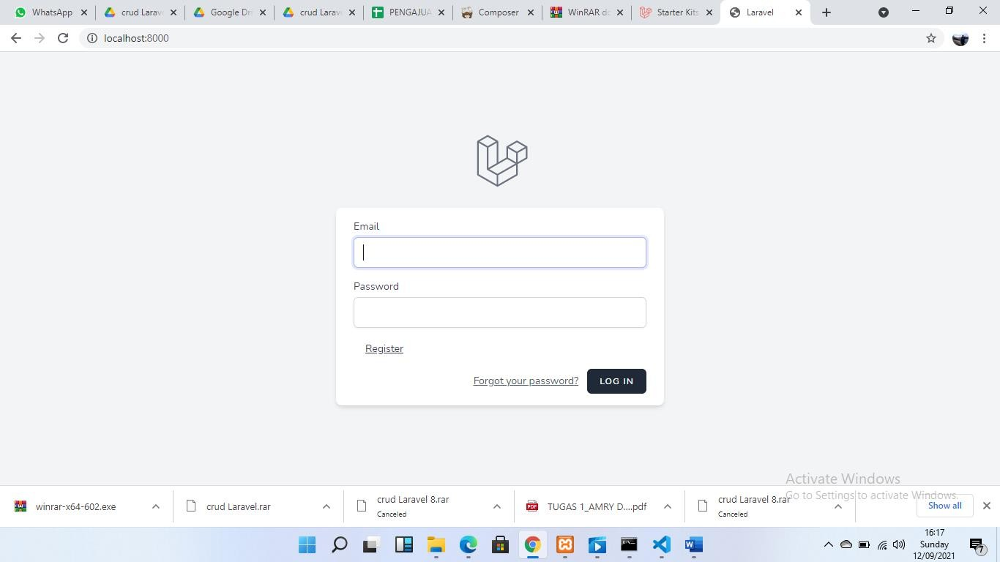 WhatsApp
crud Larav
Google Dri
crud Larav
PENGAJUA
Composer
WinRAR do
Starter Kits
Laravel
localhost:8000
Email
Password
Register
Forgot your password?
LOG IN
Activate Windows
Go to Settings to activate Windows.
winrar-x64-602.exe
crud Laravel.rar
crud Laravel 8.rar
Canceled
TUGAS 1_AMRY D....pdf
crud Laravel 8.rar
Canceled
Show all
16:17
Sunday
12/09/2021
7